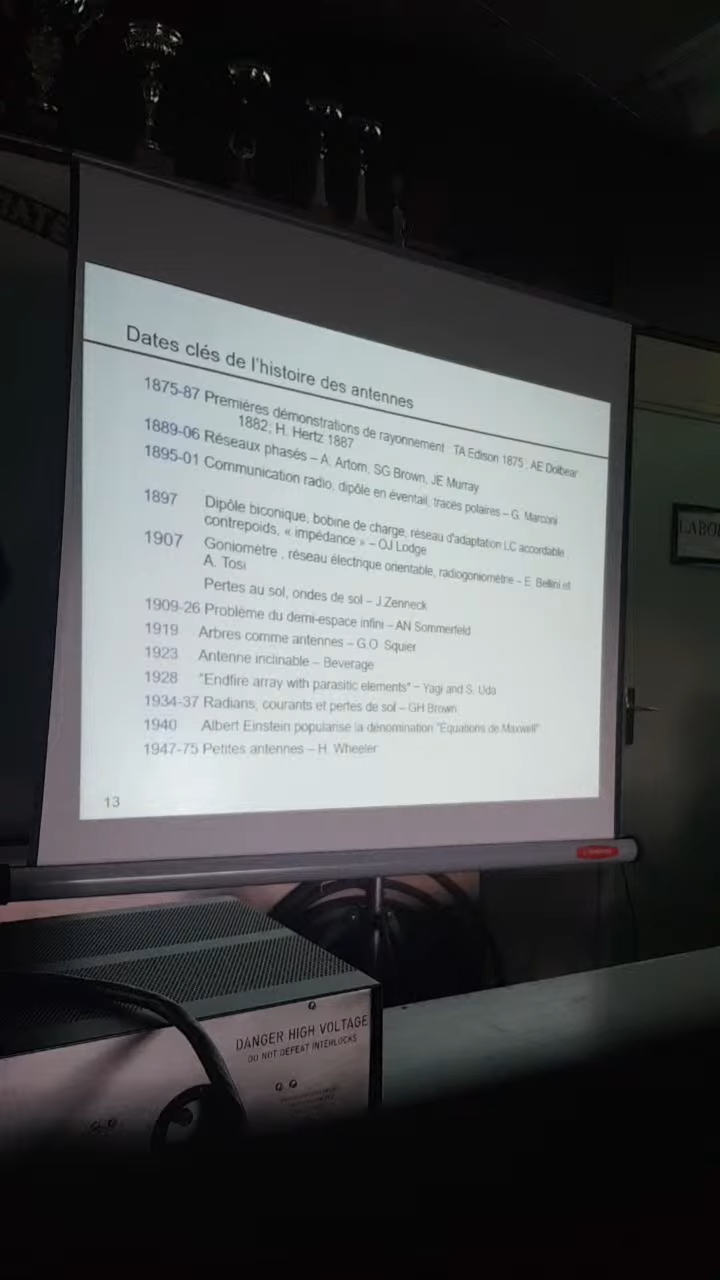 Dates clés de l'histoire des antennes
1875-87 Premières démonstrations de rayonnement : TA Edison 1875 ; AE Dolbear
1882; H. Hertz 1887
1889-06 Réseaux phasés – A. Artom, SG Brown, JE Murray
1895-01 Communication radio, dipôle en éventail, tracés polaires – G. Marconi
1897 Dipôle biconique, bobine de charge, réseau d'adaptation LC accordable,
contrepoids, « impédance » – OJ Lodge
1907 Goniomètre, réseau électrique orientable, radiogoniomètre – E. Bellini et
A. Tosi
Pertes au sol, ondes de sol – J.Zenneck
1909-26 Problème du demi-espace infini – AN Sommerfeld
1919 Arbres comme antennes – G.O Squier
1923 Antenne inclinable – Beverage
1928 "Endfire array with parasitic elements" – Yagi and S. Uda
1934-37 Radians, courants et pertes de sol – GH Brown
1940 Albert Einstein popularise la dénomination "Equations de Maxwell"
1947-75 Petites antennes – H. Wheeler
13
DANGER HIGH VOLTAGE
DO NOT DEFEAT INTERLOCKS